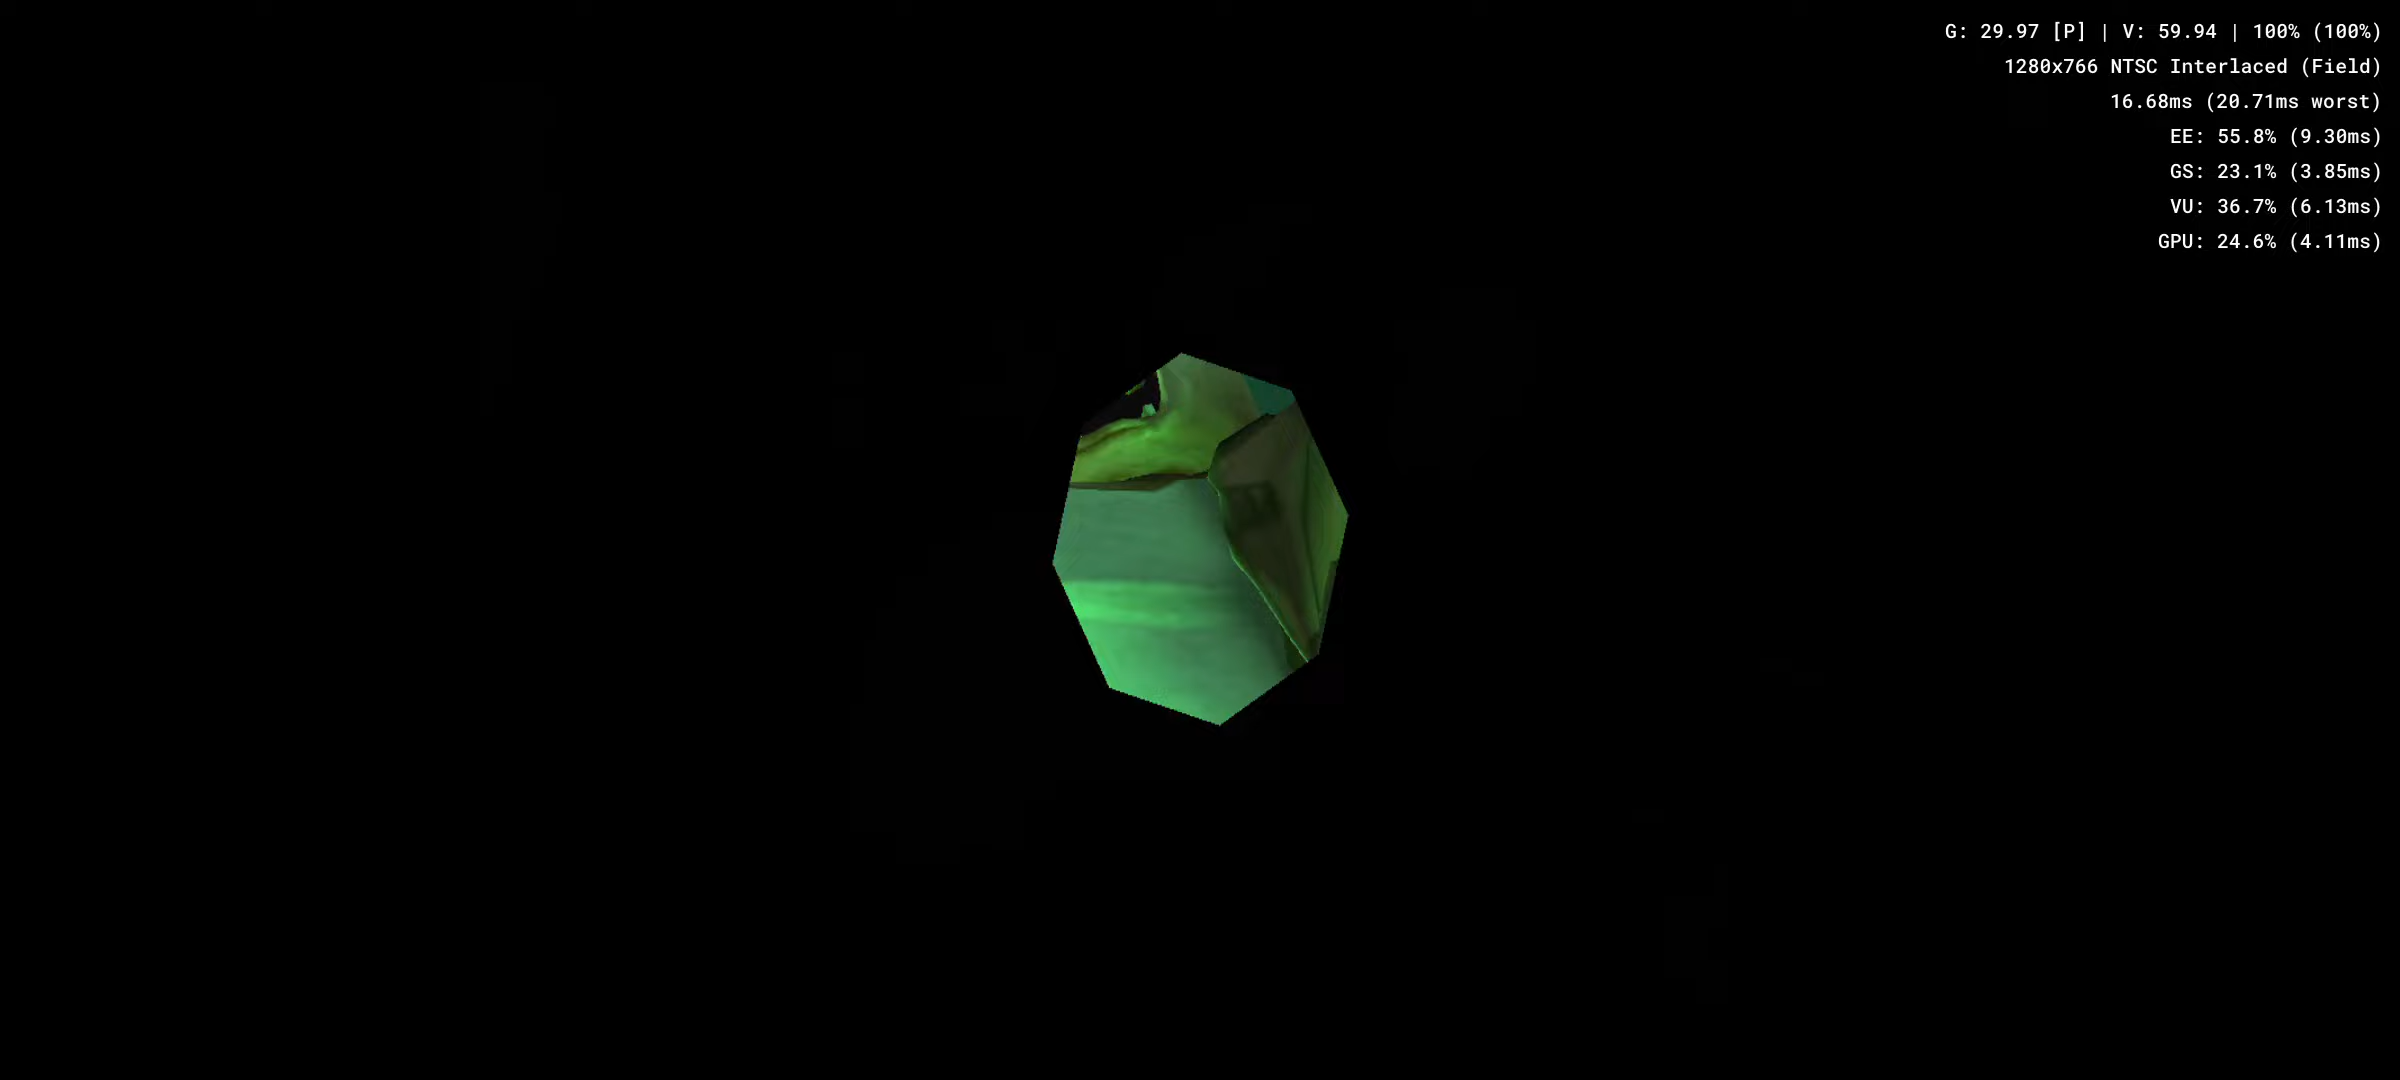 G: 29.97 [P] | V: 59.94 | 100% (100%)
1280x766 NTSC Interlaced (Field)
16.68ms (20.71ms worst)
EE: 55.8% (9.30ms)
GS: 23.1% (3.85ms)
VU: 36.7% (6.13ms)
GPU: 24.6% (4.11ms)